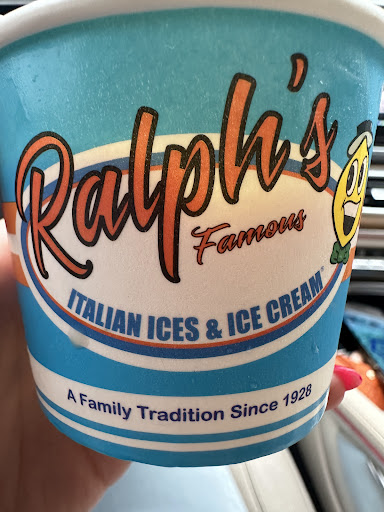 Ralph's
Famous
ITALIAN ICES & ICE CREAM
A Family Tradition Since 1928